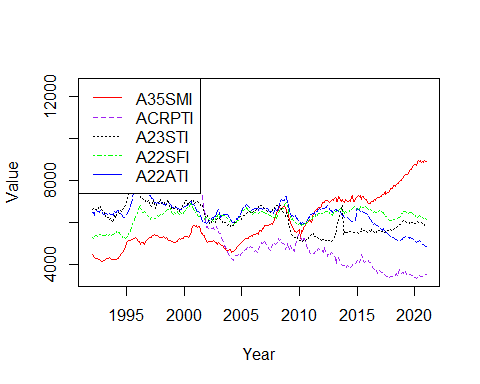 A35SMI
ACRPTI
A23STI
A22SFI
A22ATI
Value
4000
8000
12000
1995
2000
2005
2010
2015
2020
Year